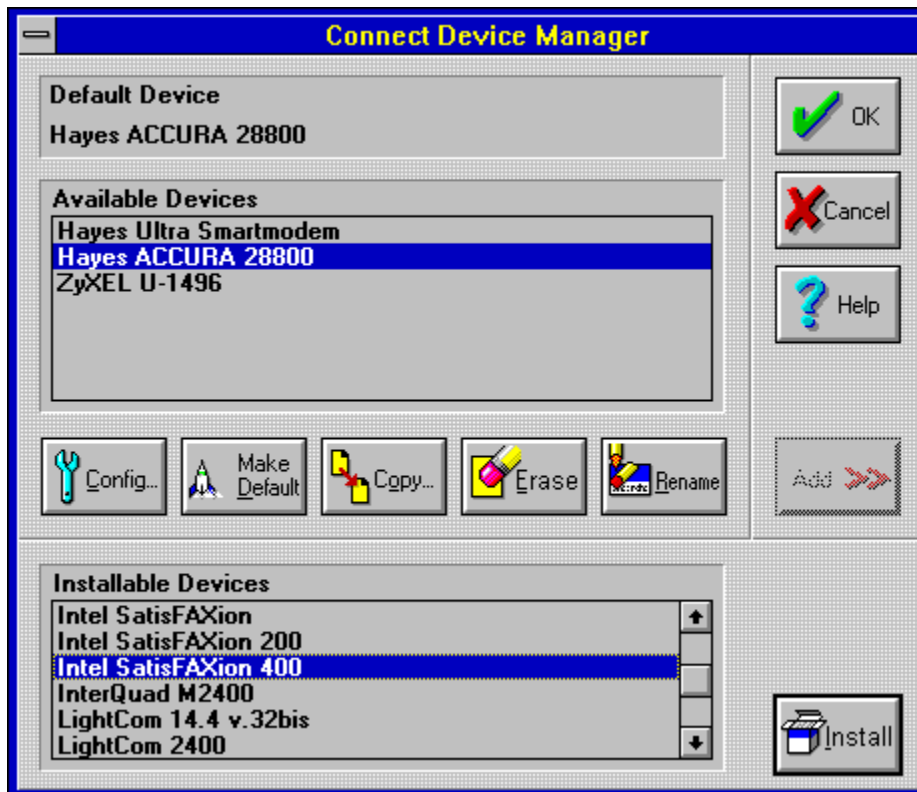 Connect Device Manager
Default Device
Hayes ACCURA 28800
OK
Available Devices
Hayes Ultra Smartmodem
Hayes ACCURA 28800
ZyXEL U-1496
Cancel
Help
Config...
Make
Default
Copy...
Erase
Rename
Add
Installable Devices
Intel SatisFAXion
Intel SatisFAXion 200
Intel SatisFAXion 400
InterQuad M2400
LightCom 14.4 v.32bis
LightCom 2400
Install